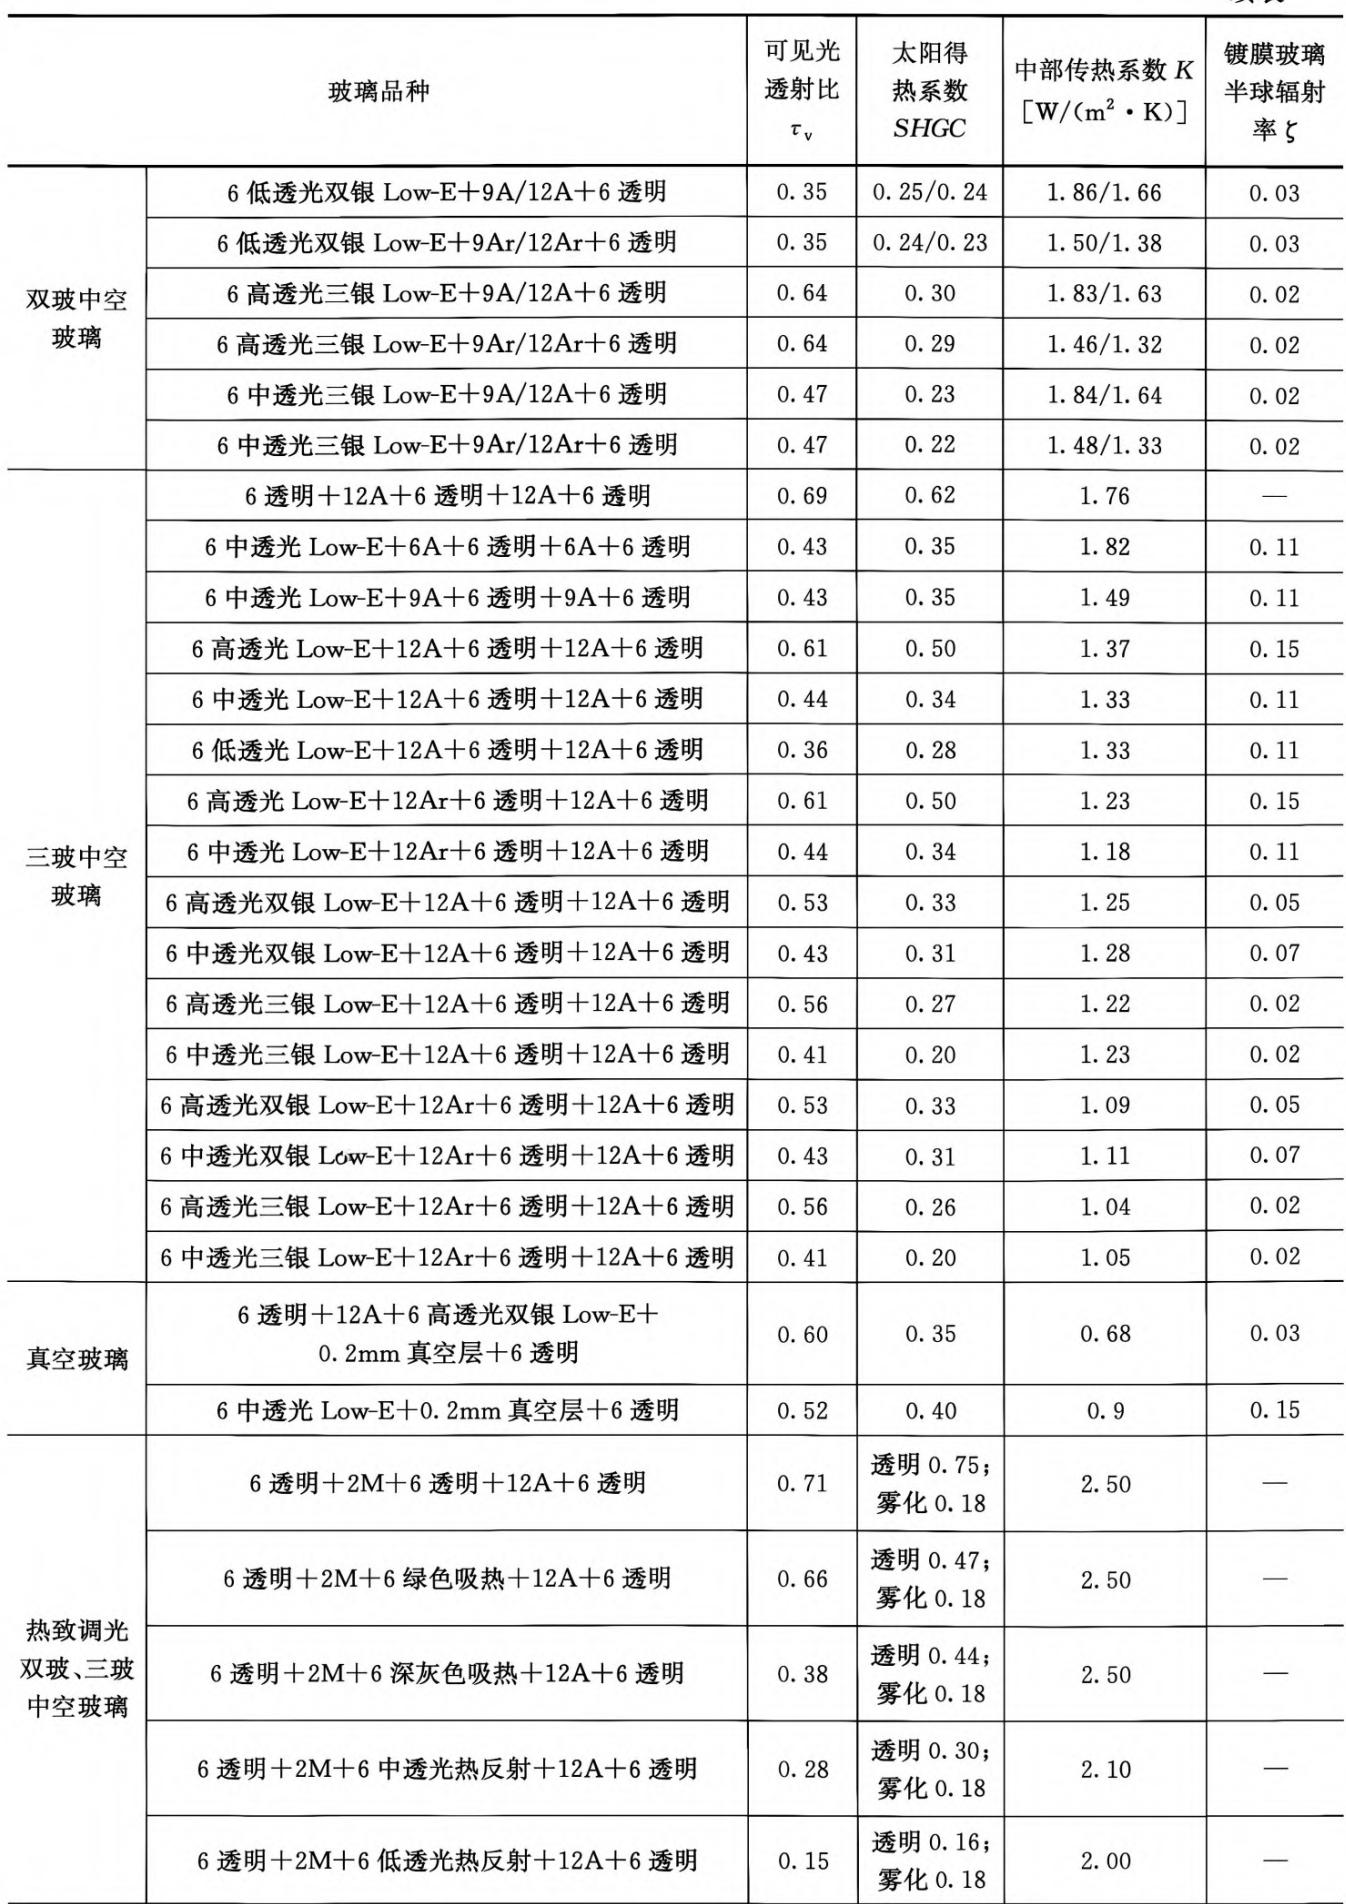 玻璃品种 可见光透射比 τv 太阳得热系数 SHGC 中部传热系数 K [W/(m²·K)] 镀膜玻璃半球辐射率 ζ
双玻中空玻璃
6 低透光双银 Low-E+9A/12A+6 透明 0.35 0.25/0.24 1.86/1.66 0.03
6 低透光双银 Low-E+9Ar/12Ar+6 透明 0.35 0.24/0.23 1.50/1.38 0.03
6 高透光三银 Low-E+9A/12A+6 透明 0.64 0.30 1.83/1.63 0.02
6 高透光三银 Low-E+9Ar/12Ar+6 透明 0.64 0.29 1.46/1.32 0.02
6 中透光三银 Low-E+9A/12A+6 透明 0.47 0.23 1.84/1.64 0.02
6 中透光三银 Low-E+9Ar/12Ar+6 透明 0.47 0.22 1.48/1.33 0.02
三玻中空玻璃
6 透明+12A+6 透明+12A+6 透明 0.69 0.62 1.76 —
6 中透光 Low-E+6A+6 透明+6A+6 透明 0.43 0.35 1.82 0.11
6 中透光 Low-E+9A+6 透明+9A+6 透明 0.43 0.35 1.49 0.11
6 高透光 Low-E+12A+6 透明+12A+6 透明 0.61 0.50 1.37 0.15
6 中透光 Low-E+12A+6 透明+12A+6 透明 0.44 0.34 1.33 0.11
6 低透光 Low-E+12A+6 透明+12A+6 透明 0.36 0.28 1.33 0.11
6 高透光 Low-E+12Ar+6 透明+12A+6 透明 0.61 0.50 1.23 0.15
6 中透光 Low-E+12Ar+6 透明+12A+6 透明 0.44 0.34 1.18 0.11
6 高透光双银 Low-E+12A+6 透明+12A+6 透明 0.53 0.33 1.25 0.05
6 中透光双银 Low-E+12A+6 透明+12A+6 透明 0.43 0.31 1.28 0.07
6 高透光三银 Low-E+12A+6 透明+12A+6 透明 0.56 0.27 1.22 0.02
6 中透光三银 Low-E+12A+6 透明+12A+6 透明 0.41 0.20 1.23 0.02
6 高透光双银 Low-E+12Ar+6 透明+12A+6 透明 0.53 0.33 1.09 0.05
6 中透光双银 Low-E+12Ar+6 透明+12A+6 透明 0.43 0.31 1.11 0.07
6 高透光三银 Low-E+12Ar+6 透明+12A+6 透明 0.56 0.26 1.04 0.02
6 中透光三银 Low-E+12Ar+6 透明+12A+6 透明 0.41 0.20 1.05 0.02
真空玻璃
6 透明+12A+6 高透光双银 Low-E+
0.2mm 真空层+6 透明 0.60 0.35 0.68 0.03
6 中透光 Low-E+0.2mm 真空层+6 透明 0.52 0.40 0.9 0.15
热致调光双玻、三玻中空玻璃
6 透明+2M+6 透明+12A+6 透明 0.71 透明 0.75；雾化 0.18 2.50 —
6 透明+2M+6 绿色吸热+12A+6 透明 0.66 透明 0.47；雾化 0.18 2.50 —
6 透明+2M+6 深灰色吸热+12A+6 透明 0.38 透明 0.44；雾化 0.18 2.50 —
6 透明+2M+6 中透光热反射+12A+6 透明 0.28 透明 0.30；雾化 0.18 2.10 —
6 透明+2M+6 低透光热反射+12A+6 透明 0.15 透明 0.16；雾化 0.18 2.00 —